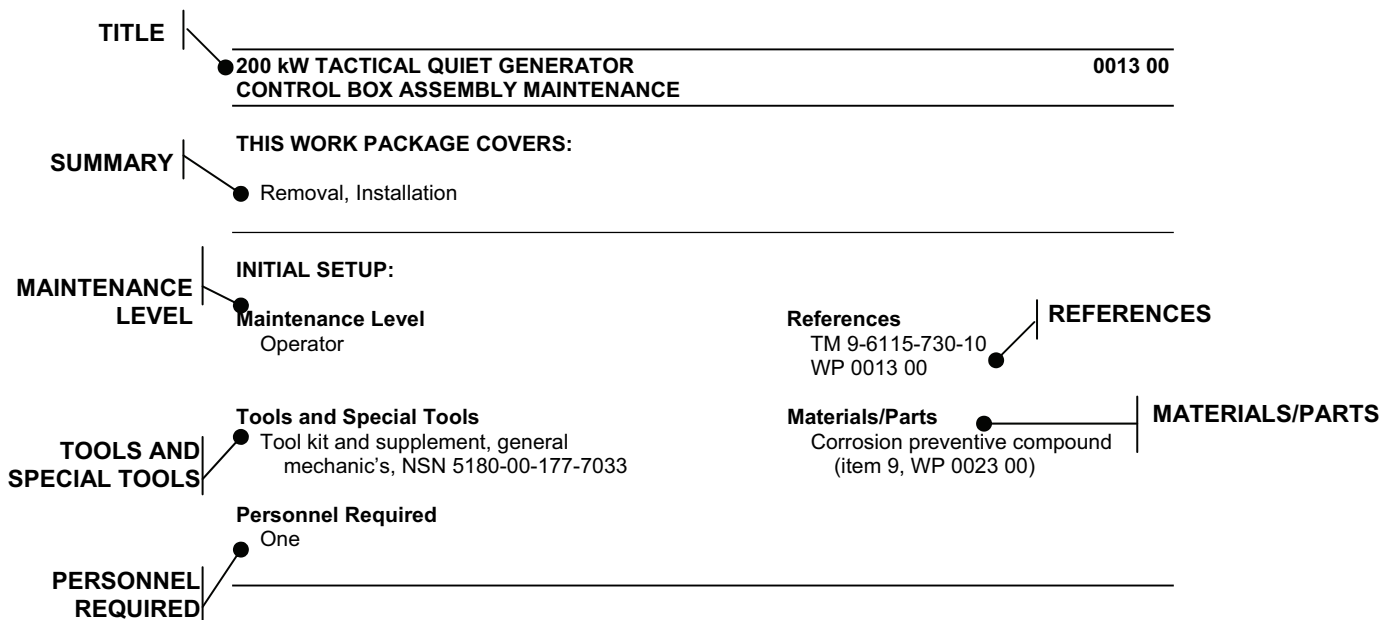 TITLE
200 kW TACTICAL QUIET GENERATOR 0013 00
CONTROL BOX ASSEMBLY MAINTENANCE
THIS WORK PACKAGE COVERS:
SUMMARY
Removal, Installation
INITIAL SETUP:
MAINTENANCE
LEVEL
Maintenance Level
Operator
References
TM 9-6115-730-10
WP 0013 00
REFERENCES
Tools and Special Tools
Tool kit and supplement, general
mechanic's, NSN 5180-00-177-7033
TOOLS AND
SPECIAL TOOLS
Materials/Parts
Corrosion preventive compound
(item 9, WP 0023 00)
MATERIALS/PARTS
Personnel Required
One
PERSONNEL
REQUIRED